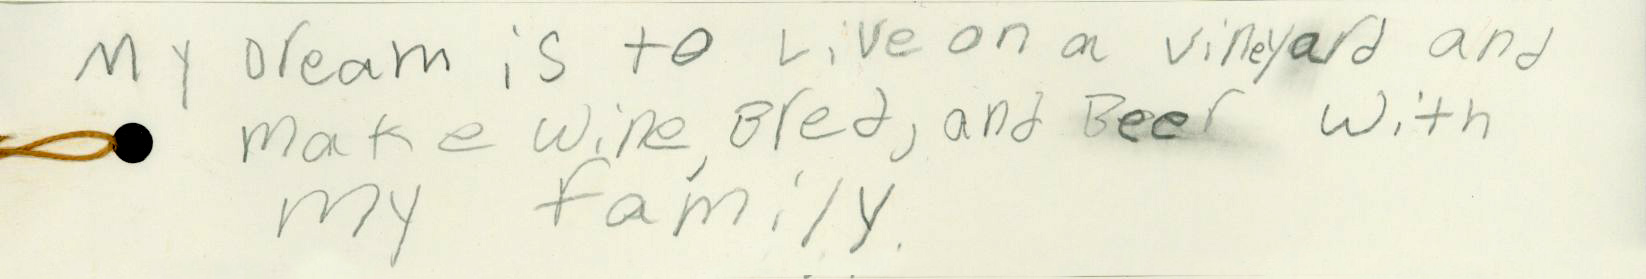 My Dream is to Live on a vineyard and
make wine, Bred, and Beer with
my family.